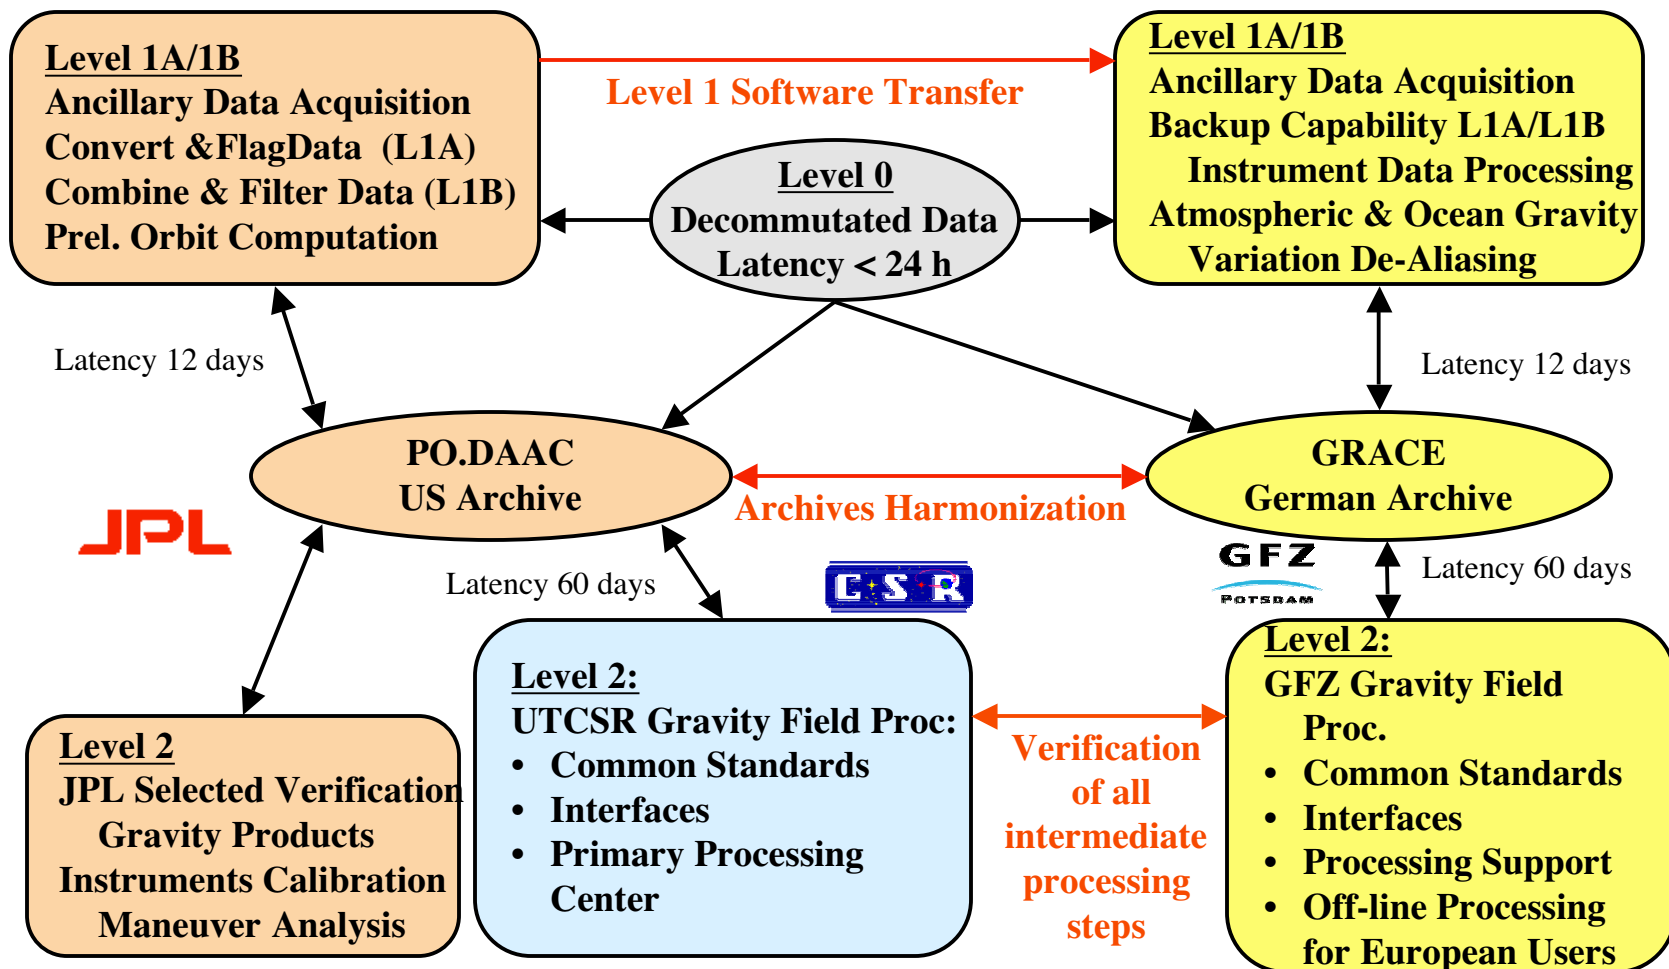 Level 1A/1B
Ancillary Data Acquisition
Convert &FlagData (L1A)
Combine & Filter Data (L1B)
Prel. Orbit Computation
Level 1 Software Transfer
Level 0
Decommutated Data
Latency < 24 h
Level 1A/1B
Ancillary Data Acquisition
Backup Capability L1A/L1B
Instrument Data Processing
Atmospheric & Ocean Gravity
Variation De-Aliasing
Latency 12 days
Latency 12 days
PO.DAAC
US Archive
Archives Harmonization
GRACE
German Archive
JPL
Latency 60 days
CSR
GFZ
POTSDAM
Latency 60 days
Level 2
JPL Selected Verification
Gravity Products
Instruments Calibration
Maneuver Analysis
Level 2:
UTCSR Gravity Field Proc:
• Common Standards
• Interfaces
• Primary Processing
Center
Verification
of all
intermediate
processing
steps
Level 2:
GFZ Gravity Field
Proc.
• Common Standards
• Interfaces
• Processing Support
• Off-line Processing
for European Users